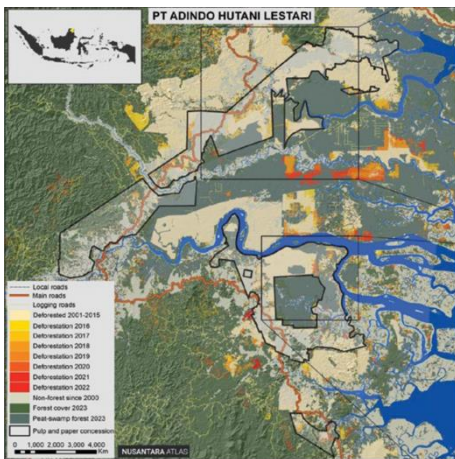 PT ADINDO HUTANI LESTARI
Local roads
Main roads
Logging roads
Deforested 2001-2015
Deforestation 2016
Deforestation 2017
Deforestation 2018
Deforestation 2019
Deforestation 2020
Deforestation 2021
Deforestation 2022
Non-forest since 2000
Forest cover 2023
Peat-swamp forest 2023
Pulp and paper concession
0 1,000 2,000 3,000 4,000
Km
NUSANTARA ATLAS